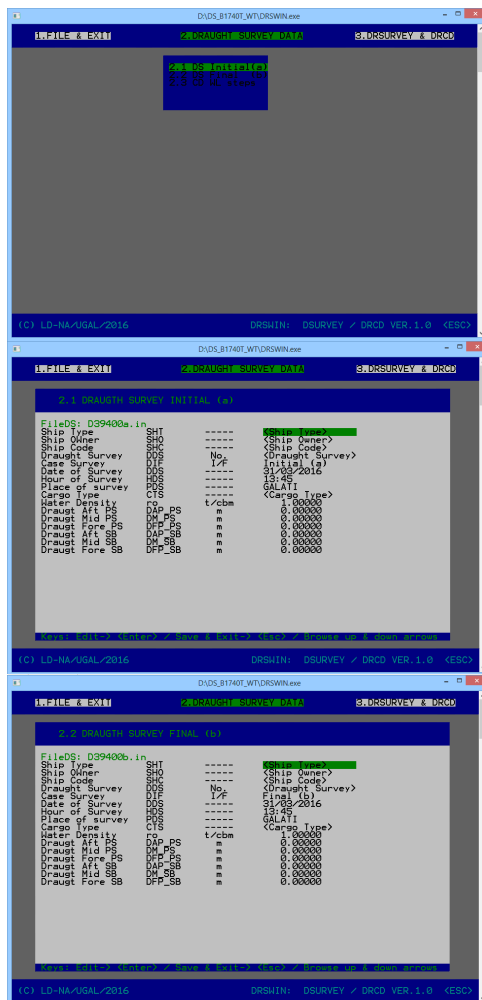 D:\DS_B1740T_WT\DRSWIN.exe
1.FILE & EXIT 2.DRAUGHT SURVEY DATA 3.DRSURVEY & DRCD
2.1 DS Initial(a)
2.2 DS Final (b)
(C) LD-NA/UGAL/2016 DRSWIN: DSURVEY / DRCD VER.1.0 <ESC>
D:\DS_B1740T_WT\DRSWIN.exe
1.FILE & EXIT 2.DRAUGHT SURVEY DATA 3.DRSURVEY & DRCD
2.1 DRAUGTH SURVEY INITIAL (a)
FileDS: D39400a.in
Ship Type SHT ----- <Ship Type>
Ship OWner SHO ----- <Ship Owner>
Ship Code SHC ----- <Ship Code>
Draught Survey DDS No. <Draught Survey>
Case Survey DIF I/F Initial (a)
Date of Survey DDS ----- 31/03/2016
Hour of Survey HDS ----- 13:45
Place of survey PDS ----- GALATI
Cargo Type CTS ----- <Cargo Type>
Water Density ro t/cbm 1.00000
Draugt Aft PS DAP_PS m 0.00000
Draugt Mid PS DM_PS m 0.00000
Draugt Fore PS DFP_PS m 0.00000
Draugt Aft SB DAP_SB m 0.00000
Draugt Mid SB DM_SB m 0.00000
Draugt Fore SB DFP_SB m 0.00000
Keys: Edit-> <Enter> / Save & Exit-> <Esc> / Browse up & down arrows
(C) LD-NA/UGAL/2016 DRSWIN: DSURVEY / DRCD VER.1.0 <ESC>
D:\DS_B1740T_WT\DRSWIN.exe
1.FILE & EXIT 2.DRAUGHT SURVEY DATA 3.DRSURVEY & DRCD
2.2 DRAUGTH SURVEY FINAL (b)
FileDS: D39400b.in
Ship Type SHT ----- <Ship Type>
Ship OWner SHO ----- <Ship Owner>
Ship Code SHC ----- <Ship Code>
Draught Survey DDS No. <Draught Survey>
Case Survey DIF I/F Final (b)
Date of Survey DDS ----- 31/03/2016
Hour of Survey HDS ----- 13:45
Place of survey PDS ----- GALATI
Cargo Type CTS ----- <Cargo Type>
Water Density ro t/cbm 1.00000
Draugt Aft PS DAP_PS m 0.00000
Draugt Mid PS DM_PS m 0.00000
Draugt Fore PS DFP_PS m 0.00000
Draugt Aft SB DAP_SB m 0.00000
Draugt Mid SB DM_SB m 0.00000
Draugt Fore SB DFP_SB m 0.00000
Keys: Edit-> <Enter> / Save & Exit-> <Esc> / Browse up & down arrows
(C) LD-NA/UGAL/2016 DRSWIN: DSURVEY / DRCD VER.1.0 <ESC>